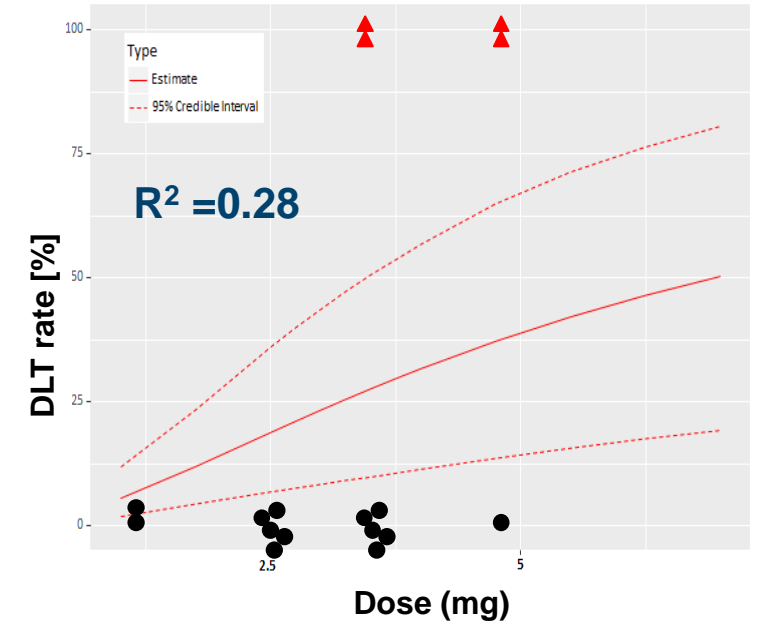 100
Type
Estimate
95% Credible Interval
75
R² =0.28
50
25
0
DLT rate [%]
2.5
5
Dose (mg)